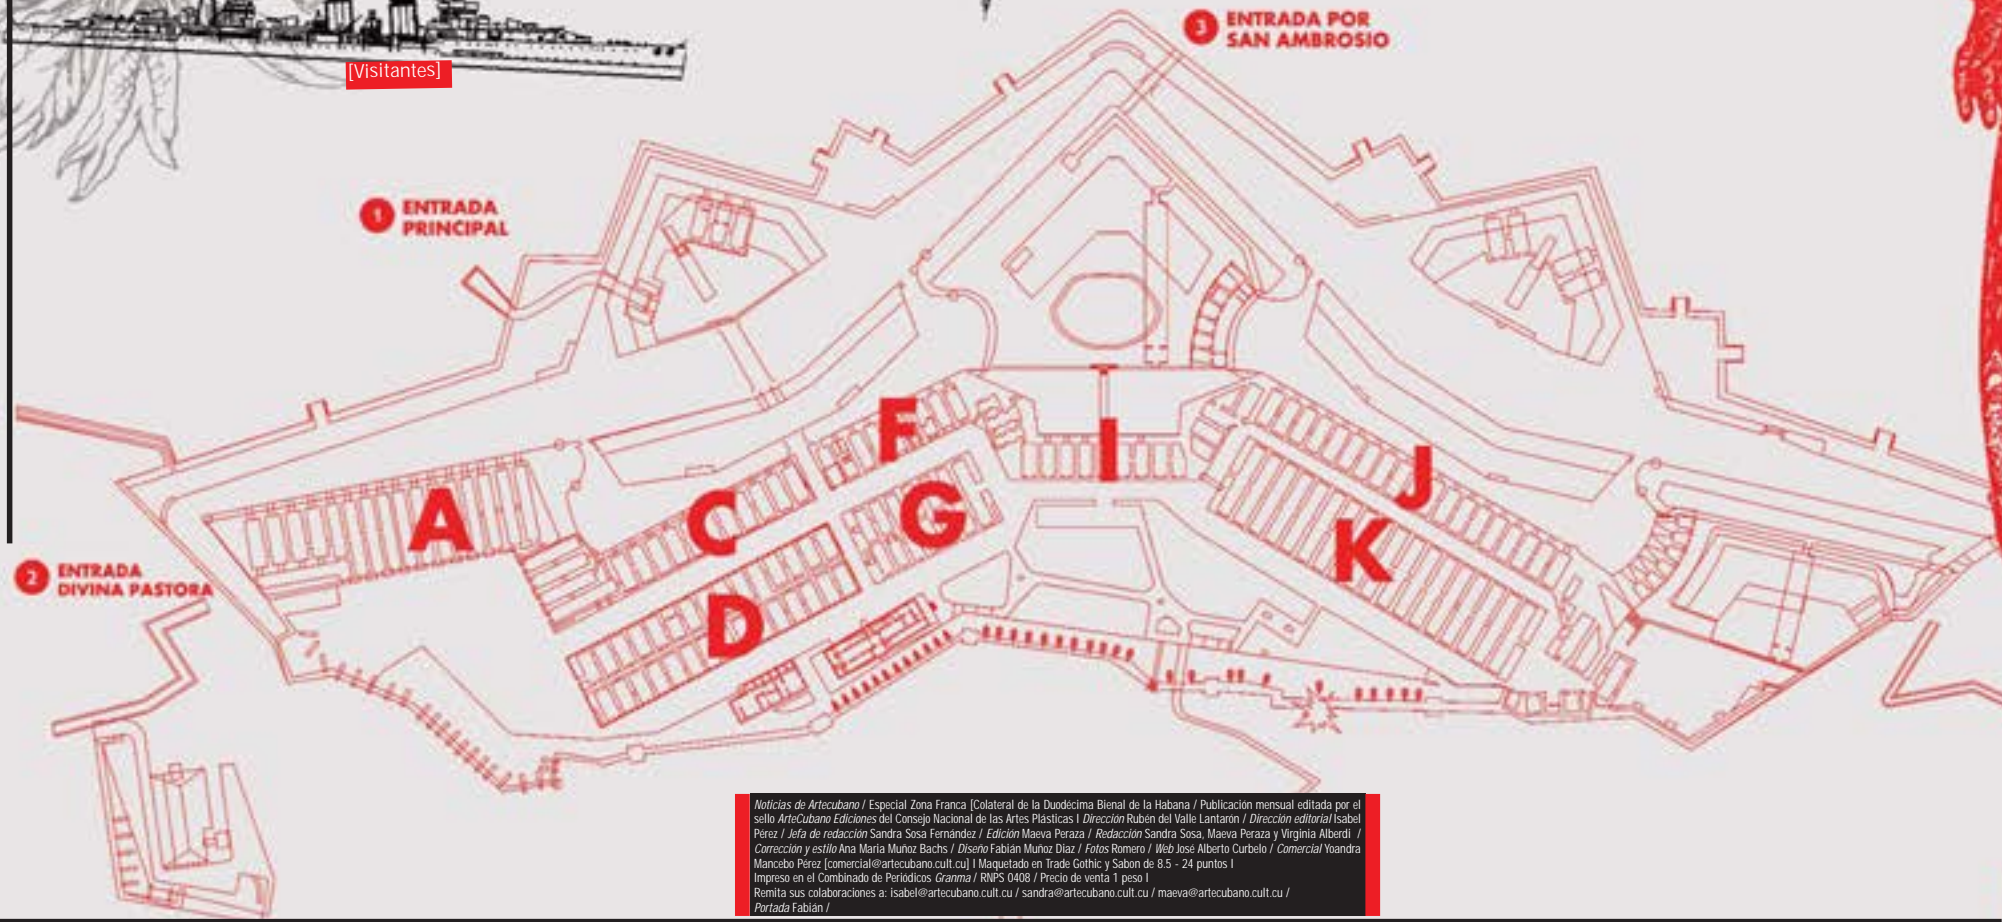 [Visitantes]
3 ENTRADA POR
SAN AMBROSIO
1 ENTRADA
PRINCIPAL
2 ENTRADA
DIVINA PASTORA
A
C
D
F
G
I
J
K
Noticias de Artecubano / Especial Zona Franca [Colateral de la Duodécima Bienal de la Habana / Publicación mensual editada por el
sello ArteCubano Ediciones del Consejo Nacional de las Artes Plásticas I Dirección Rubén del Valle Lantarón / Dirección editorial Isabel
Pérez / Jefa de redacción Sandra Sosa Fernández / Edición Maeva Peraza / Redacción Sandra Sosa, Maeva Peraza y Virginia Alberdi /
Corrección y estilo Ana Maria Muñoz Bachs / Diseño Fabián Muñoz Diaz / Fotos Romero / Web José Alberto Curbelo / Comercial Yoandra
Mancebo Pérez [comercial@artecubano.cult.cu] I Maquetado en Trade Gothic y Sabon de 8.5 - 24 puntos I
Impreso en el Combinado de Periódicos Granma / RNPS 0408 / Precio de venta 1 peso I
Remita sus colaboraciones a: isabel@artecubano.cult.cu / sandra@artecubano.cult.cu / maeva@artecubano.cult.cu /
Portada Fabián /